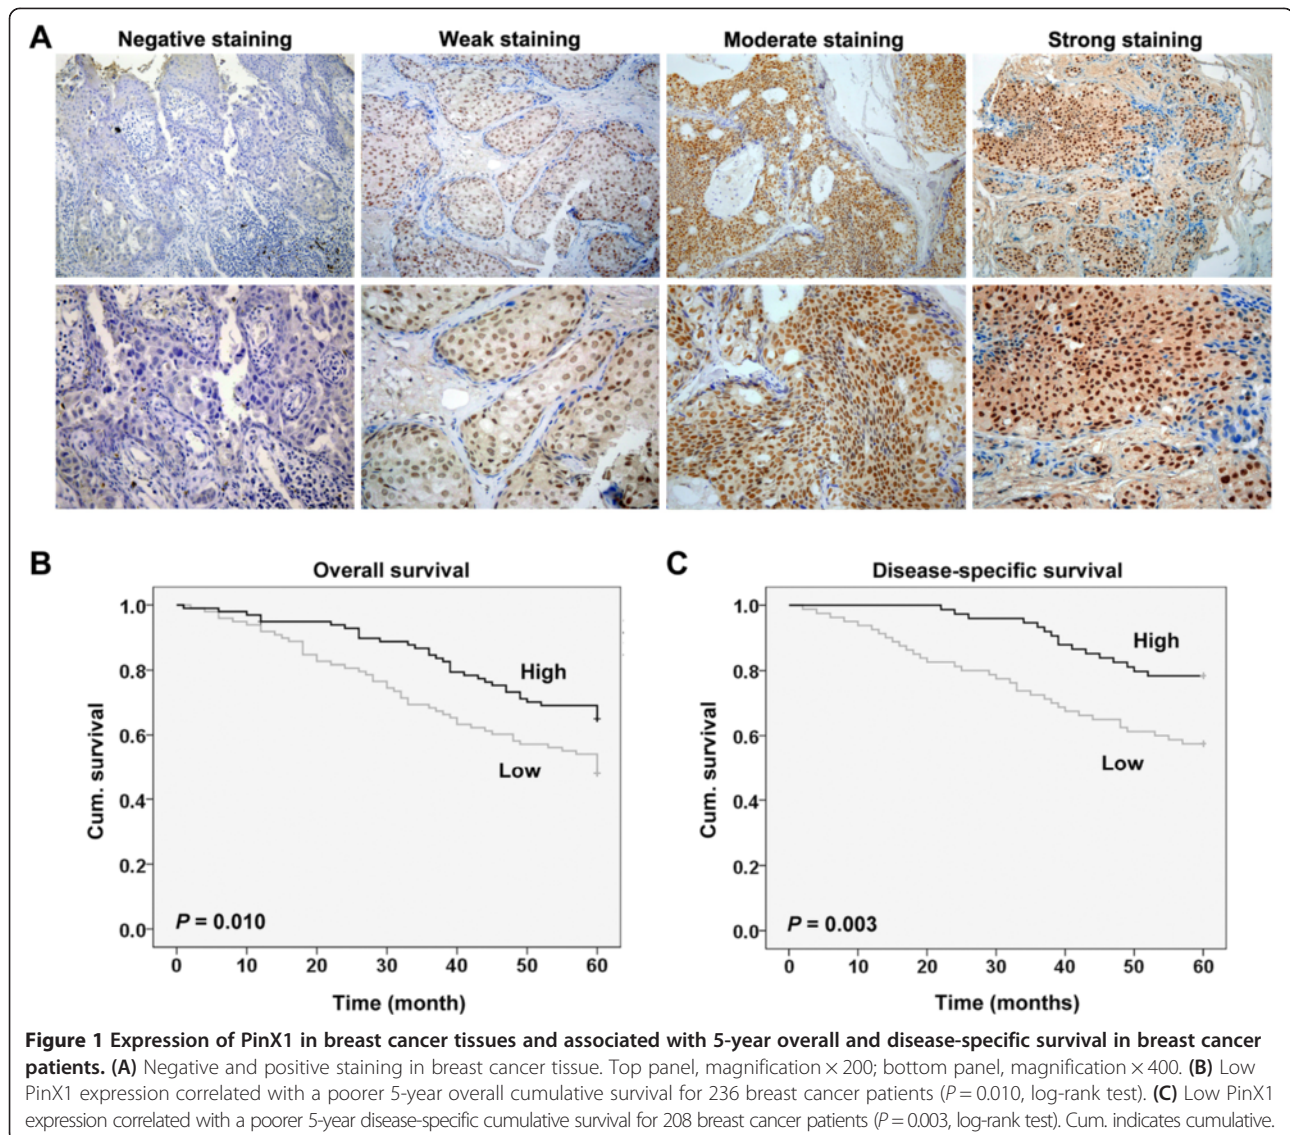 A
Negative staining
Weak staining
Moderate staining
Strong staining
B
Overall survival
1.0
0.8
0.6
0.4
0.2
0.0
Cum. survival
High
Low
P = 0.010
0 10 20 30 40 50 60
Time (month)
C
Disease-specific survival
1.0
0.8
0.6
0.4
0.2
0.0
Cum. survival
High
Low
P = 0.003
0 10 20 30 40 50 60
Time (months)
Figure 1 Expression of PinX1 in breast cancer tissues and associated with 5-year overall and disease-specific survival in breast cancer
patients. (A) Negative and positive staining in breast cancer tissue. Top panel, magnification × 200; bottom panel, magnification × 400. (B) Low
PinX1 expression correlated with a poorer 5-year overall cumulative survival for 236 breast cancer patients (P = 0.010, log-rank test). (C) Low PinX1
expression correlated with a poorer 5-year disease-specific cumulative survival for 208 breast cancer patients (P = 0.003, log-rank test). Cum. indicates cumulative.